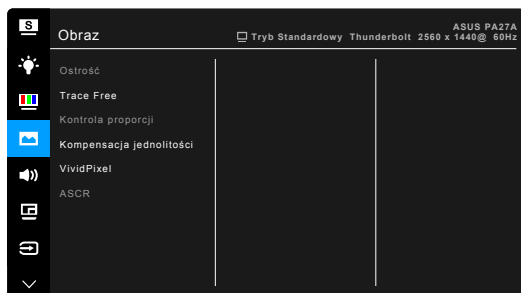 S
ASUS PA27A
Obraz
Tryb Standardowy Thunderbolt 2560 x 1440@ 60Hz
Ostrość
Trace Free
Kontrola proporcji
Kompensacja jednolitości
VividPixel
ASCR